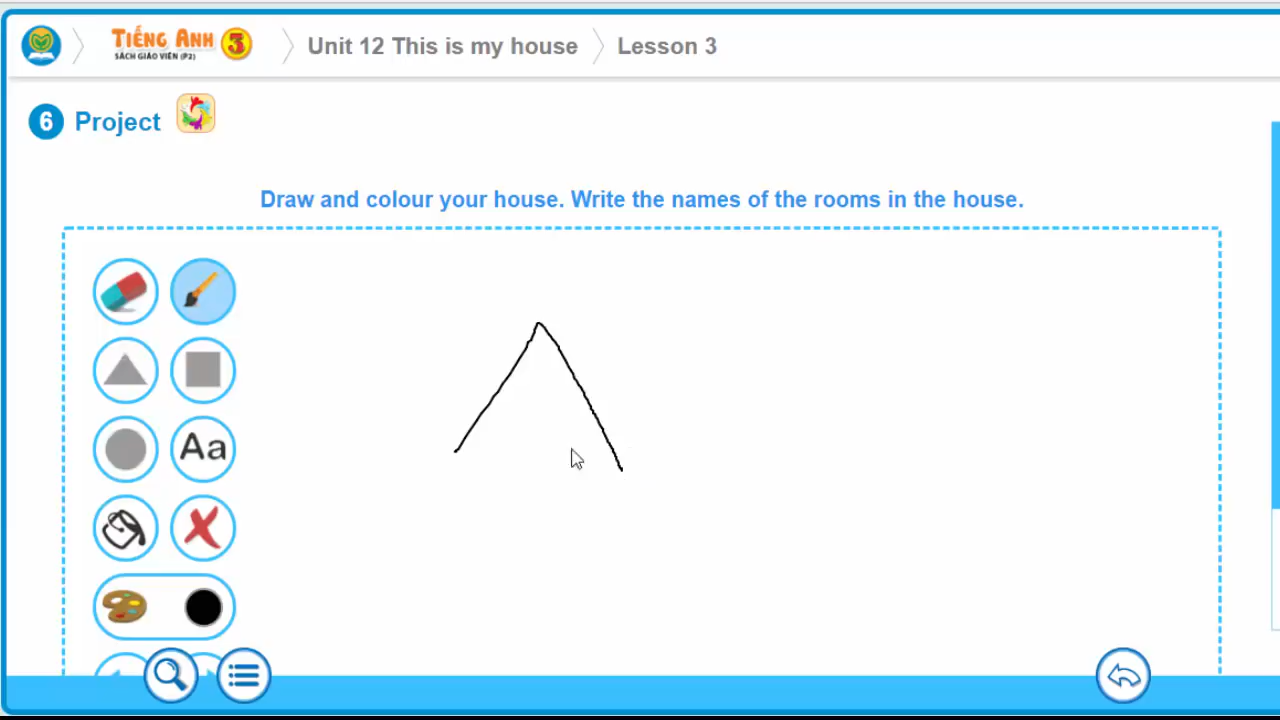 TIẾNG ANH 3
SÁCH GIÁO VIÊN (P2)
Unit 12 This is my house
Lesson 3
6 Project
Draw and colour your house. Write the names of the rooms in the house.
Aa